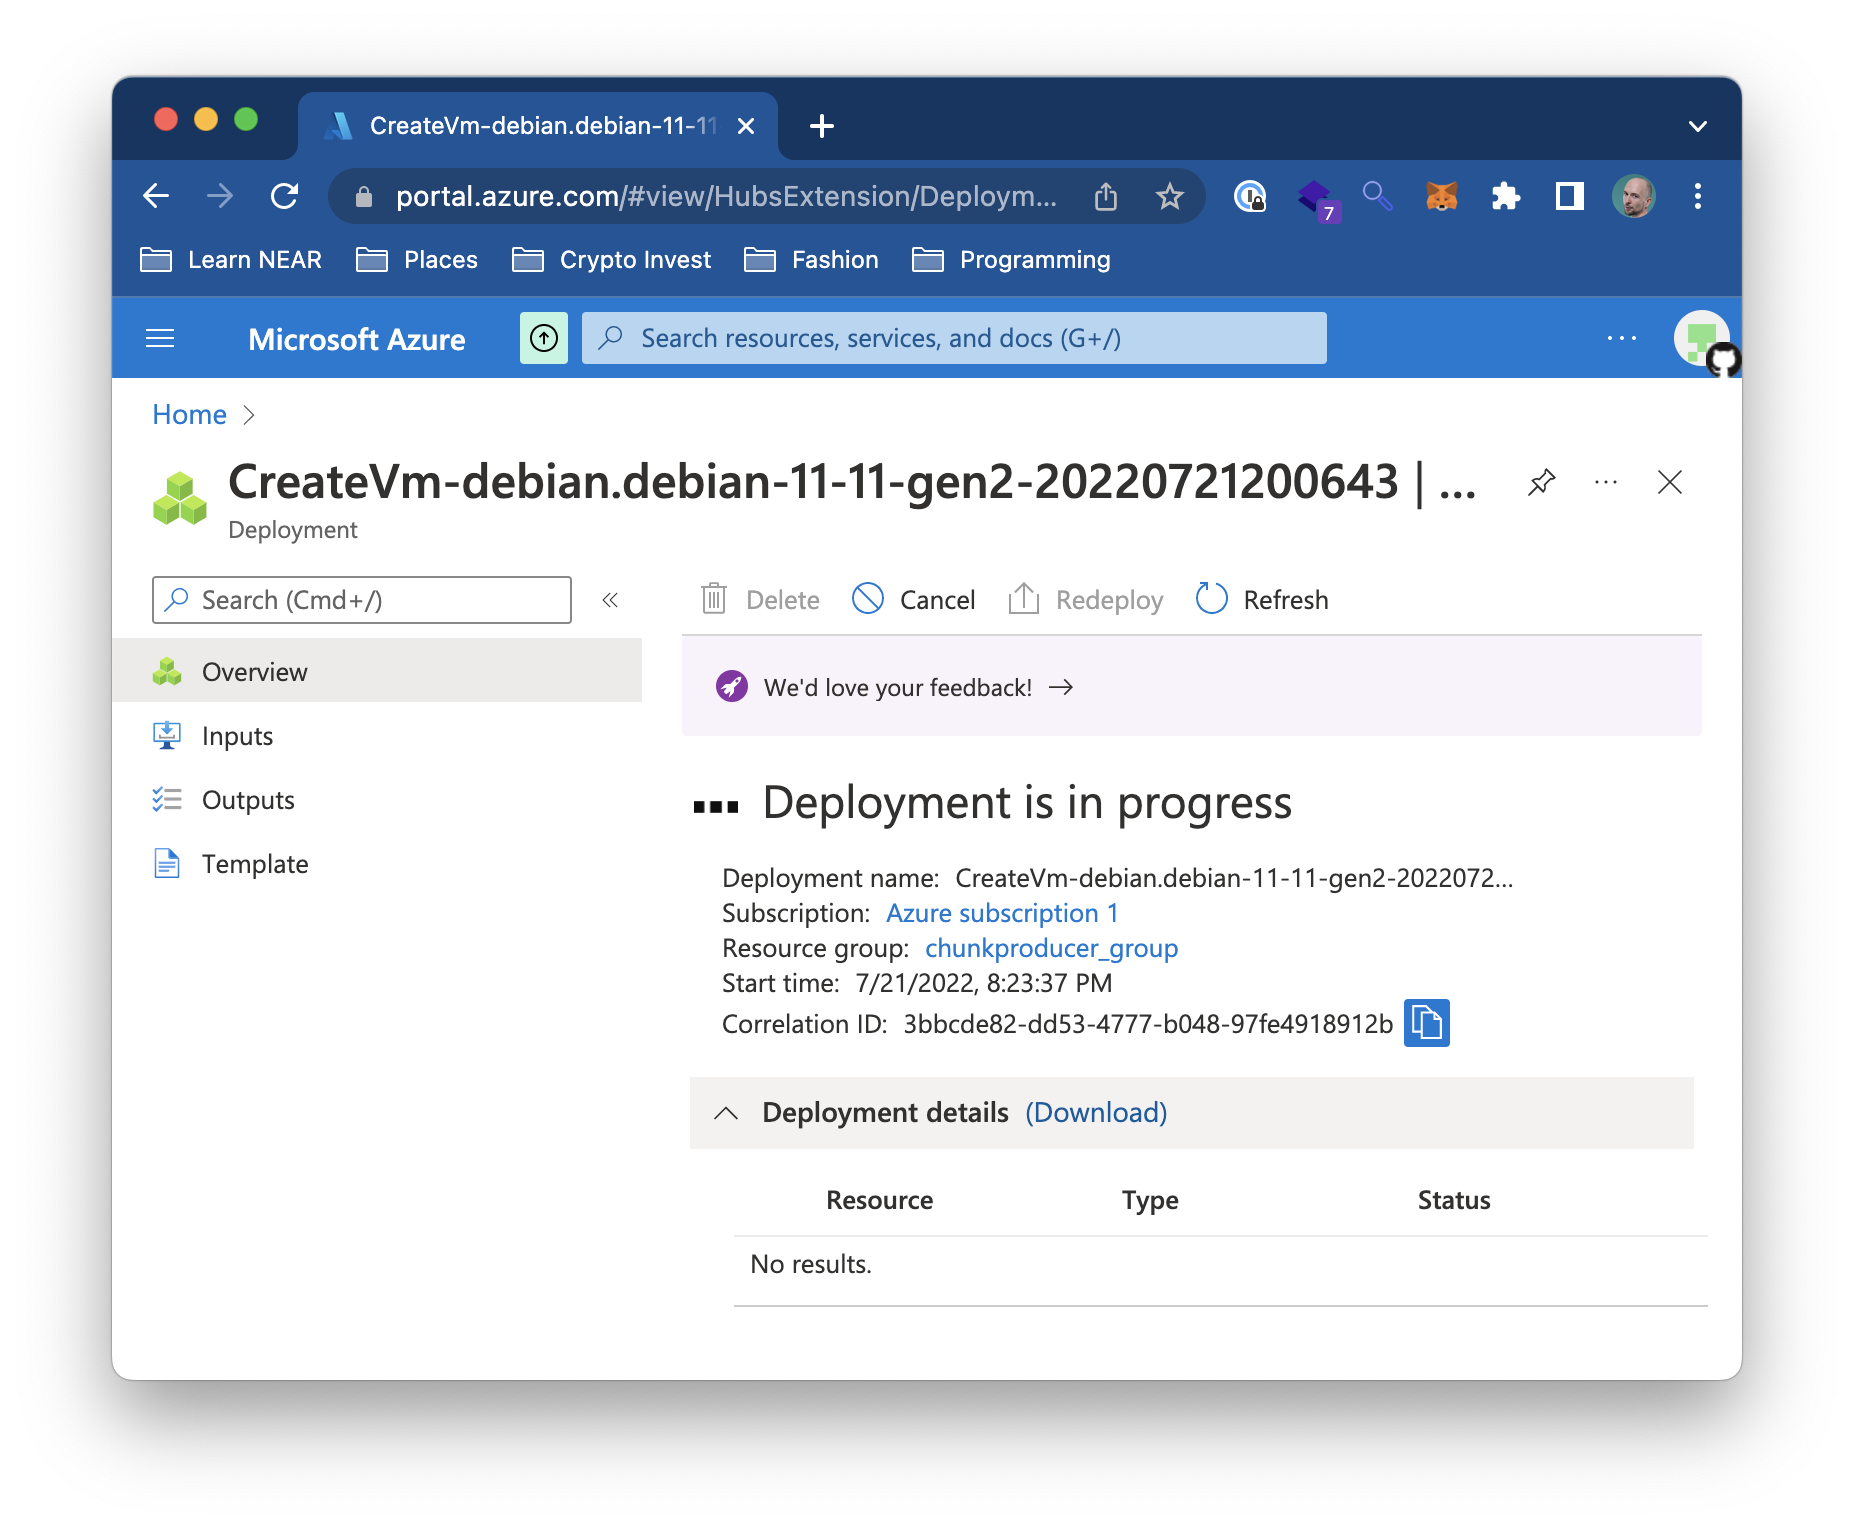 CreateVm-debian.debian-11-11
portal.azure.com/#view/HubsExtension/Deploym...
7
Learn NEAR
Places
Crypto Invest
Fashion
Programming
Microsoft Azure
Search resources, services, and docs (G+/)
Home
CreateVm-debian.debian-11-11-gen2-20220721200643 | ...
Deployment
Search (Cmd+/)
Delete
Cancel
Redeploy
Refresh
Overview
Inputs
Outputs
Template
We'd love your feedback!
Deployment is in progress
Deployment name: CreateVm-debian.debian-11-11-gen2-2022072...
Subscription: Azure subscription 1
Resource group: chunkproducer_group
Start time: 7/21/2022, 8:23:37 PM
Correlation ID: 3bbcde82-dd53-4777-b048-97fe4918912b
Deployment details (Download)
Resource Type Status
No results.